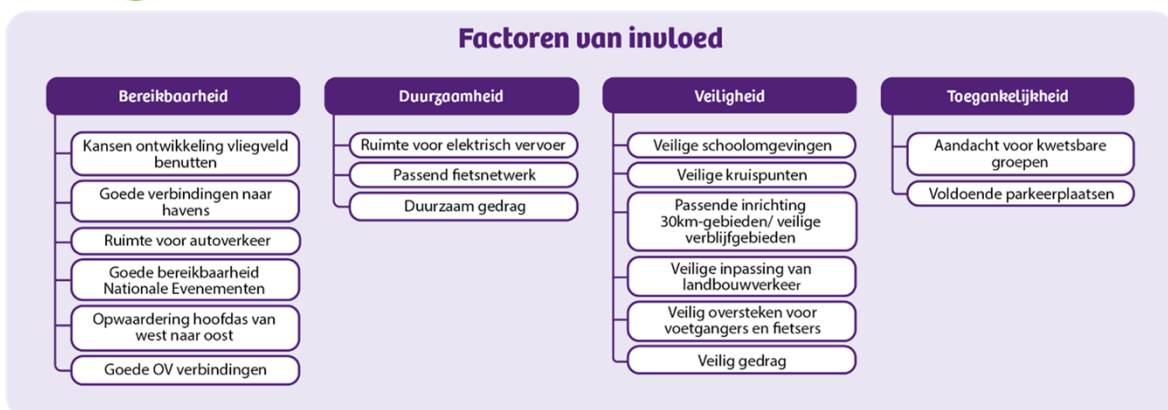 Factoren van invloed
Bereikbaarheid
Kansen ontwikkeling vliegveld
benutten
Goede verbindingen naar
havens
Ruimte voor autoverkeer
Goede bereikbaarheid
Nationale Evenementen
Opwaardering hoofdas van
west naar oost
Goede OV verbindingen
Duurzaamheid
Ruimte voor elektrisch vervoer
Passend fietsnetwerk
Duurzaam gedrag
Veiligheid
Veilige schoolomgevingen
Veilige kruispunten
Passende inrichting
30km-gebieden/ veilige
verblijfgebieden
Veilige inpassing van
landbouwverkeer
Veilig oversteken voor
voetgangers en fietsers
Veilig gedrag
Toegankelijkheid
Aandacht voor kwetsbare
groepen
Voldoende parkeerplaatsen